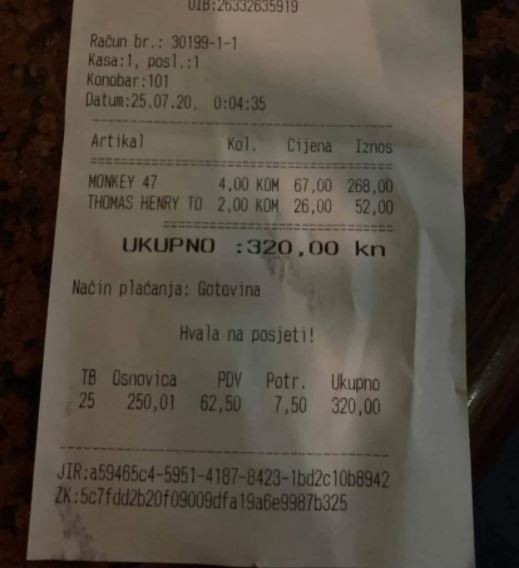 OIB:26332635919
Račun br.: 30199-1-1
Kasa:1, posl.:1
Konobar:101
Datum:25.07.20. 0:04:35
Artikal Kol. Cijena Iznos
MONKEY 47 4,00 KOM 67,00 268,00
THOMAS HENRY TO 2,00 KOM 26,00 52,00
UKUPNO :320,00 kn
Način plaćanja: Gotovina
Hvala na posjeti!
TB Osnovica PDV Potr. Ukupno
25 250,01 62,50 7,50 320,00
JIR:a59465c4-5951-4187-8423-1bd2c10b8942
ZK:5c7fdd2b20f09009dfa19a6e9987b325